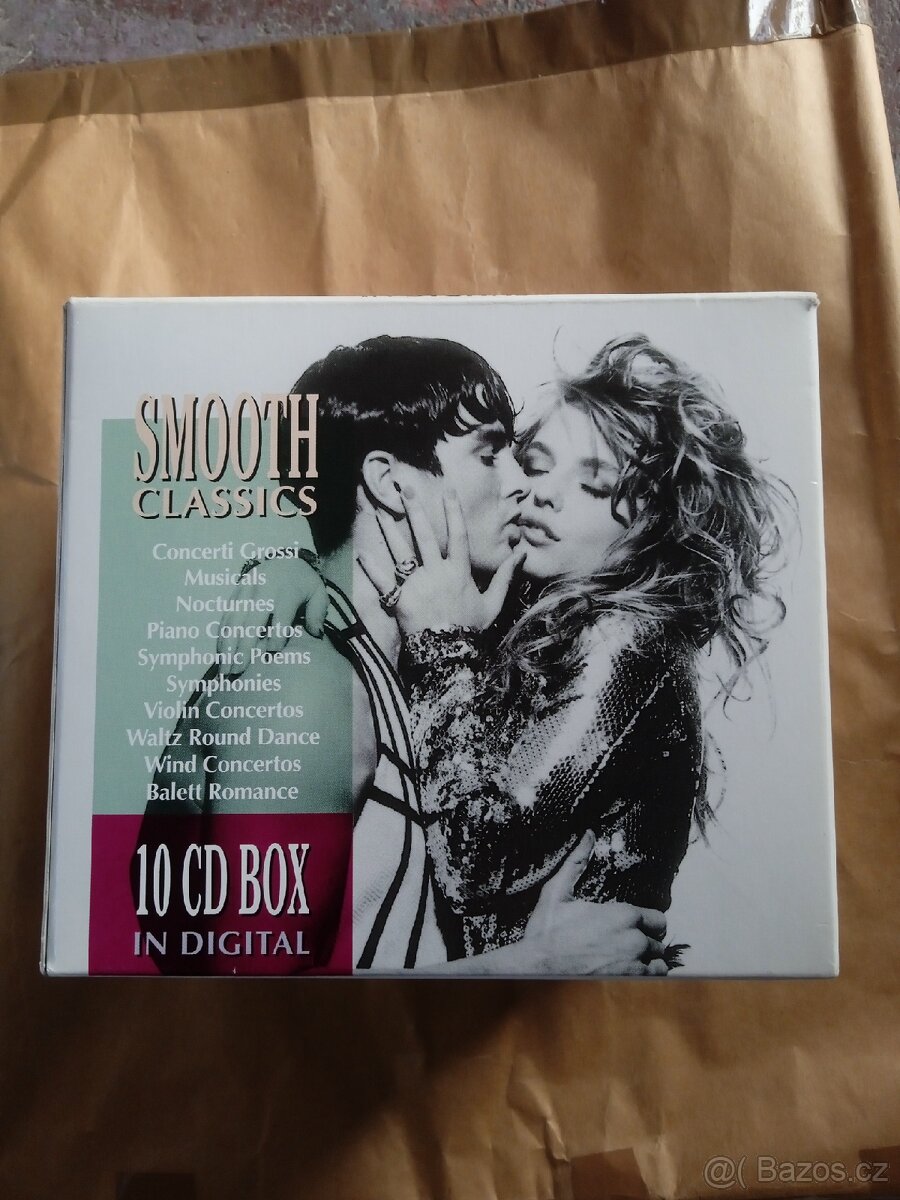 SMOOTH
CLASSICS
Concerti Grossi
Musicals
Nocturnes
Piano Concertos
Symphonic Poems
Symphonies
Violin Concertos
Waltz Round Dance
Wind Concertos
Balett Romance
10 CD BOX
IN DIGITAL
@( Bazos.cz